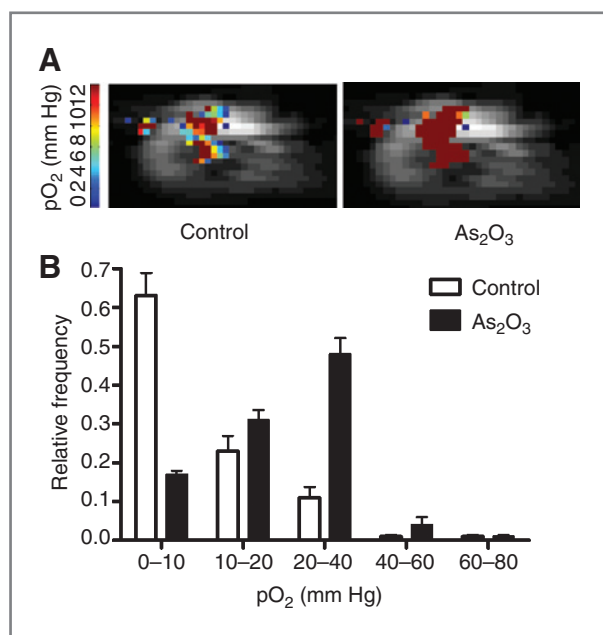 A
pO₂ (mm Hg)
0 2 4 6 8 10 12
Control
As₂O₃
B
Control
As₂O₃
Relative frequency
0.7
0.6
0.5
0.4
0.3
0.2
0.1
0.0
0–10 10–20 20–40 40–60 60–80
pO₂ (mm Hg)